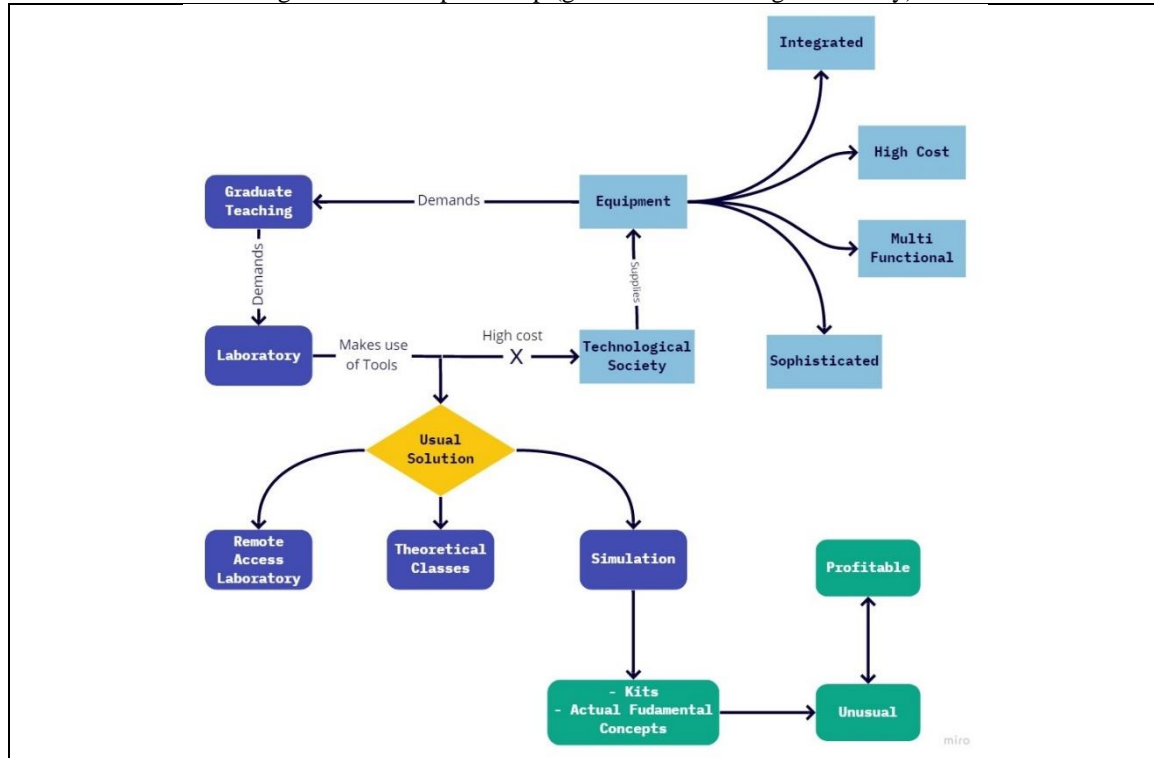 Integrated
High Cost
Graduate
Teaching
Demands
Equipment
Multi
Functional
Demands
Supplies
Laboratory
Makes use
of Tools
High cost
X
Technological
Society
Sophisticated
Usual
Solution
Remote
Access
Laboratory
Theoretical
Classes
Simulation
Profitable
- Kits
- Actual Fudamental
Concepts
Unusual
miro